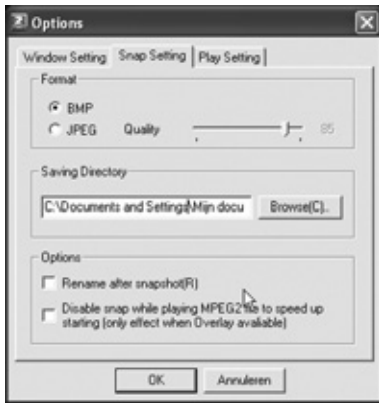 Options
Window Setting Snap Setting Play Setting
Format
BMP
JPEG Quality 85
Saving Directory
C:\Documents and Settings\Mijn docu Browse(C)..
Options
Rename after snapshot(R)
Disable snap while playing MPEG2 file to speed up
starting (only effect when Overlay avaliable)
OK Annuleren